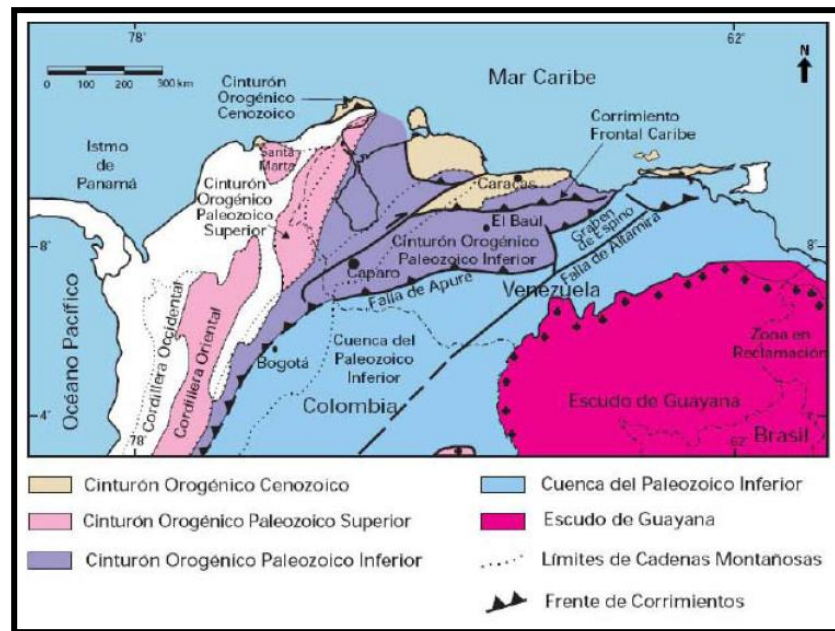 78°
62°
N
0
100
200
300 km
Mar Caribe
Cinturón
Orogénico
Cenozoico
Corrimiento
Frontal Caribe
Istmo
de
Panamá
Santa
Marta
Caracas
Cinturón
Orogénico
Paleozoico
Superior
El Baúl
Graben
de Espino
Falla de Altamira
Cinturón Orogénico
Paleozoico Inferior
8°
8°
Caparo
Falla de Apure
Venezuela
Océano Pacífico
Cordillera Occidental
Cordillera Oriental
Cuenca del
Paleozoico
Inferior
Zona en
Reclamación
Bogotá
Escudo de Guayana
Colombia
4°
4°
Brasil
78°
62°
Cinturón Orogénico Cenozoico
Cinturón Orogénico Paleozoico Superior
Cinturón Orogénico Paleozoico Inferior
Cuenca del Paleozoico Inferior
Escudo de Guayana
Límites de Cadenas Montañosas
Frente de Corrimientos